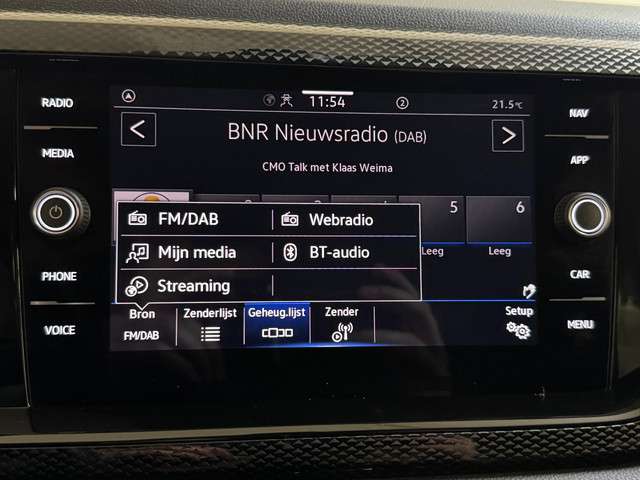 RADIO
MEDIA
PHONE
VOICE
NAV
APP
CAR
MENU
11:54
2
21.5°C
BNR Nieuwsradio (DAB)
CMO Talk met Klaas Weima
5
6
Leeg
Leeg
FM/DAB
Webradio
Mijn media
BT-audio
Streaming
Bron
FM/DAB
Zenderlijst
Geheug.lijst
Zender
Setup